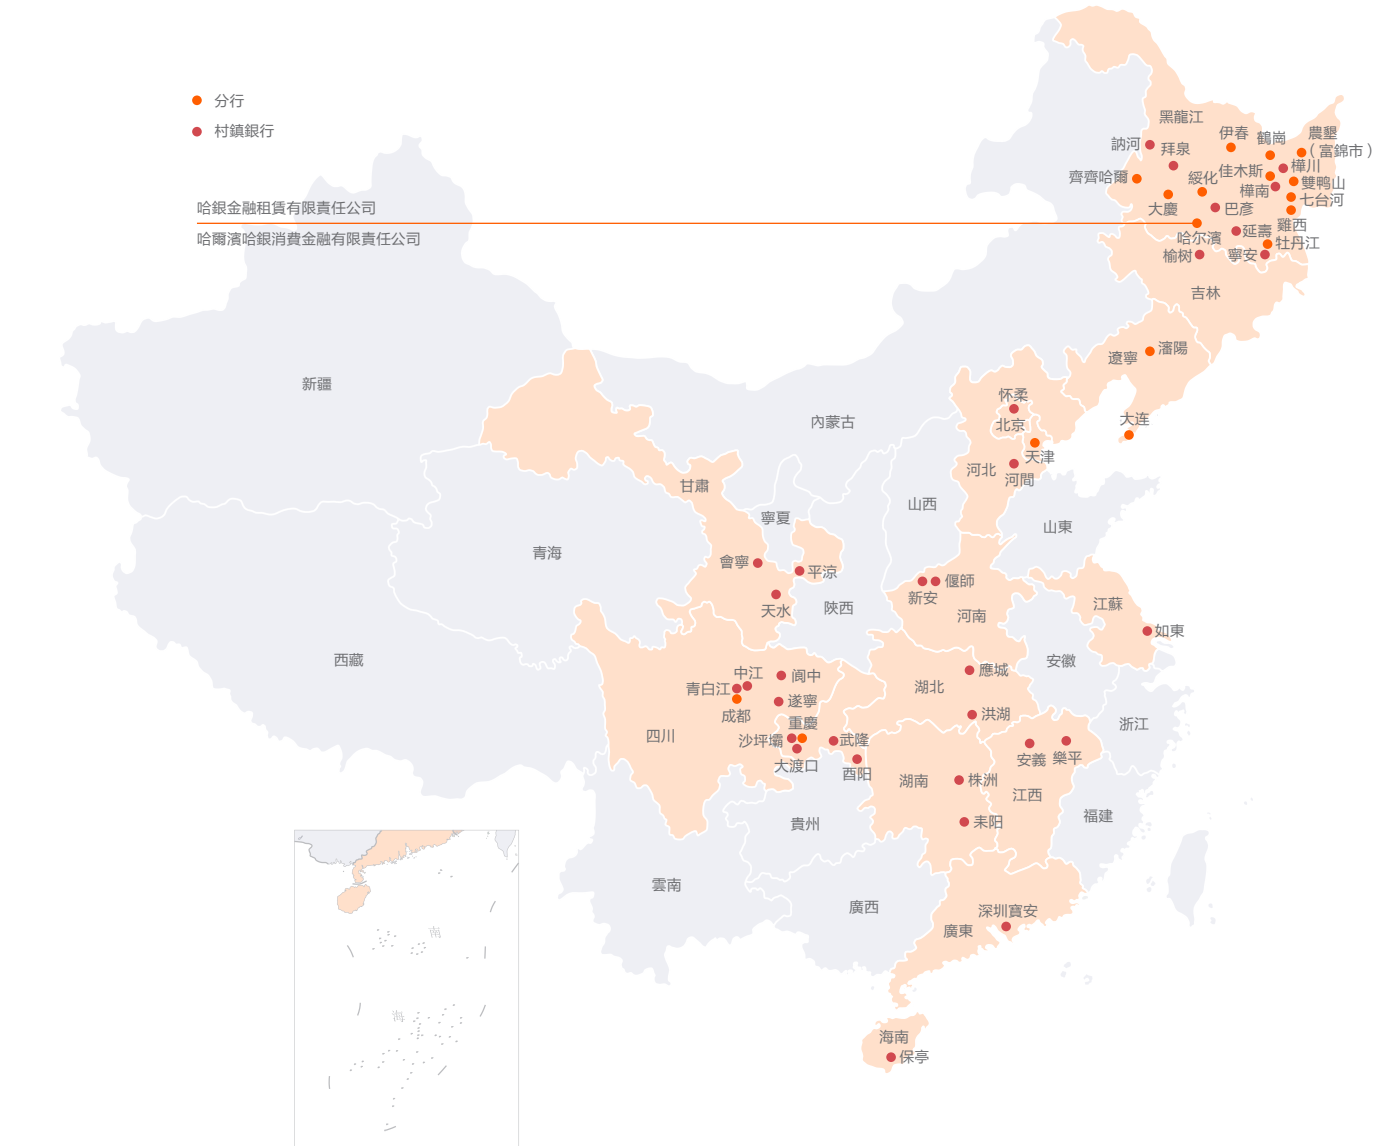 分行
村鎮銀行
哈銀金融租賃有限責任公司
哈爾濱哈銀消費金融有限責任公司
黑龍江
訥河
拜泉
伊春
鶴崗
農墾
（富錦市）
齊齊哈爾
綏化
佳木斯
樺川
樺南
雙鴨山
七台河
大慶
巴彥
哈尔濱
延壽
雞西
牡丹江
榆树
寧安
吉林
遼寧
瀋陽
大连
新疆
內蒙古
怀柔
北京
天津
河北
河間
甘肅
寧夏
山西
山東
青海
會寧
平凉
天水
陝西
新安
偃師
河南
江蘇
如東
西藏
安徽
中江
青白江
成都
阆中
遂寧
應城
湖北
洪湖
浙江
四川
重慶
沙坪壩
大渡口
武隆
酉阳
安義
樂平
湖南
株洲
江西
耒阳
貴州
福建
雲南
廣西
深圳寶安
廣東
海南
保亭
南
海